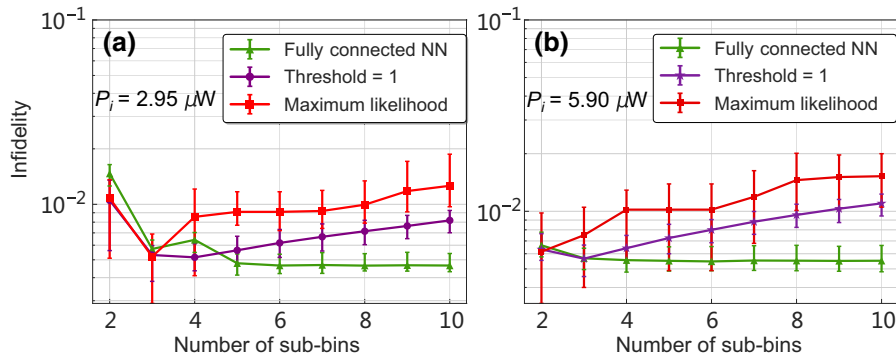 (a)
Fully connected NN
Threshold = 1
Maximum likelihood
P_i = 2.95 μW
10^-1
10^-2
Infidelity
2 4 6 8 10
Number of sub-bins
(b)
Fully connected NN
Threshold = 1
Maximum likelihood
P_i = 5.90 μW
10^-1
10^-2
2 4 6 8 10
Number of sub-bins